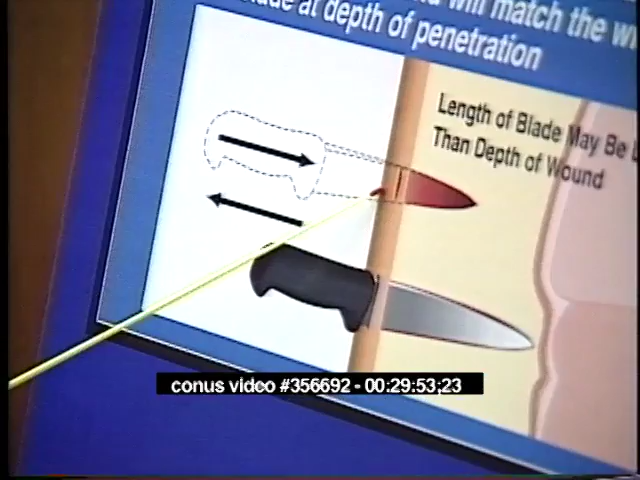 will match the
at depth of penetration
Length of Blade May Be
Than Depth of Wound
conus video #356692 - 00:29:53;23